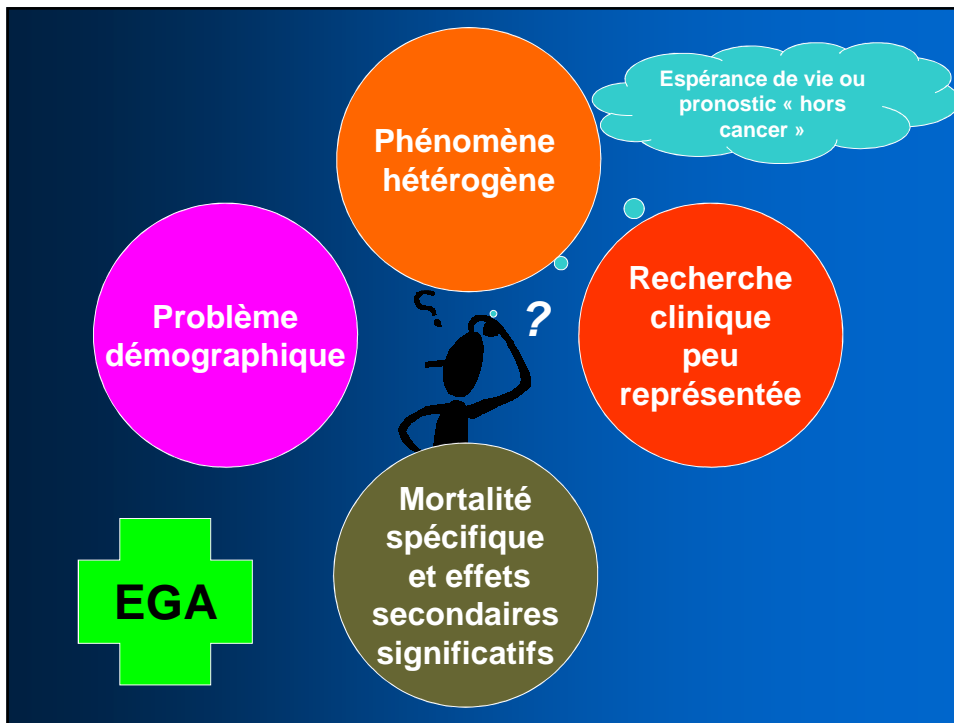 Espérance de vie ou
pronostic « hors
cancer »
Phénomène
hétérogène
Problème
démographique
?
Recherche
clinique
peu
représentée
Mortalité
spécifique
et effets
secondaires
significatifs
EGA